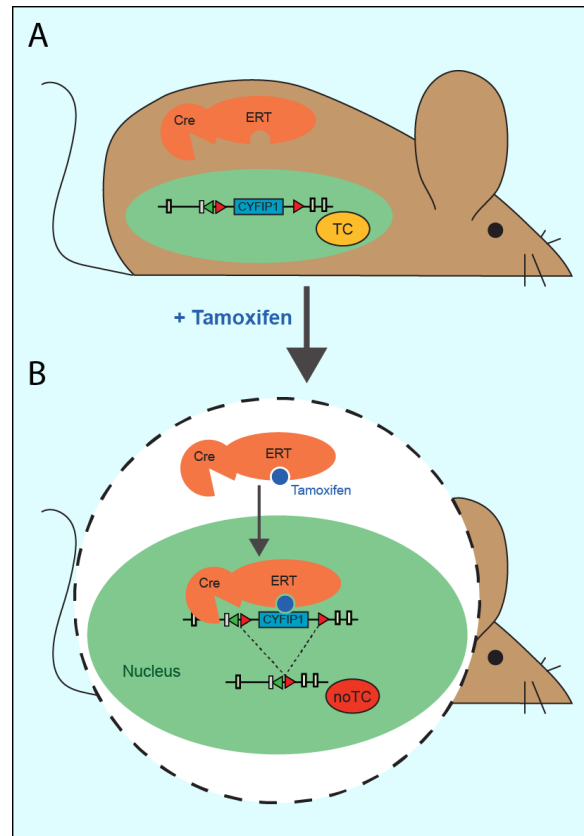 A
Cre
ERT
CYFIP1
TC
+ Tamoxifen
B
Cre
ERT
Tamoxifen
Cre
ERT
CYFIP1
Nucleus
noTC